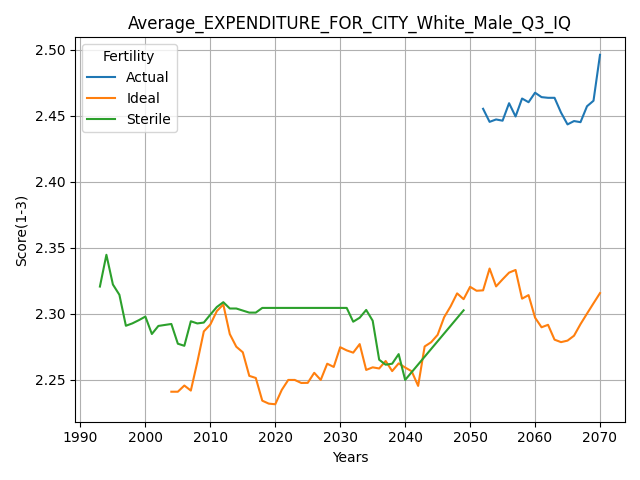 Average_EXPENDITURE_FOR_CITY_White_Male_Q3_IQ
Fertility
Actual
Ideal
Sterile
Score(1-3)
2.50
2.45
2.40
2.35
2.30
2.25
1990 2000 2010 2020 2030 2040 2050 2060 2070
Years